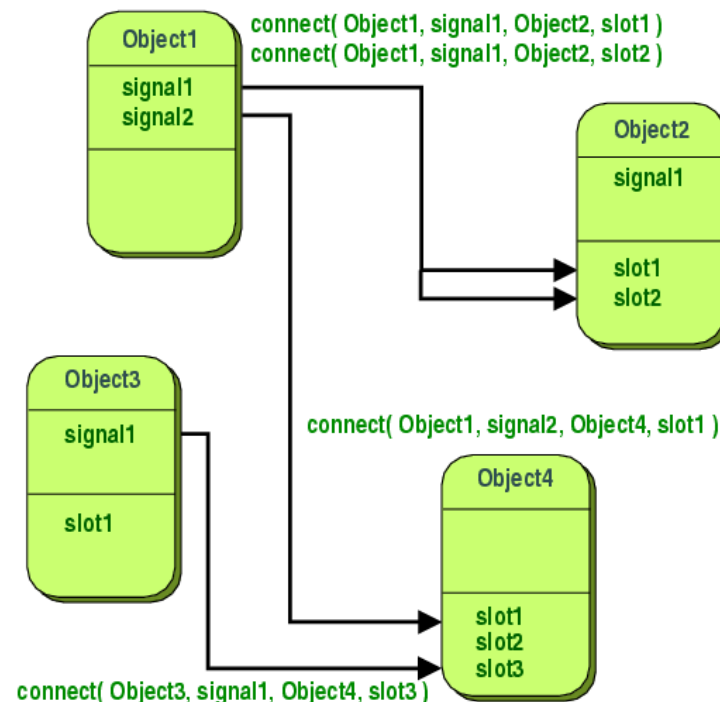 connect( Object1, signal1, Object2, slot1 )
connect( Object1, signal1, Object2, slot2 )
Object1
signal1
signal2
Object2
signal1
slot1
slot2
Object3
signal1
slot1
connect( Object1, signal2, Object4, slot1 )
Object4
slot1
slot2
slot3
connect( Object3, signal1, Object4, slot3 )